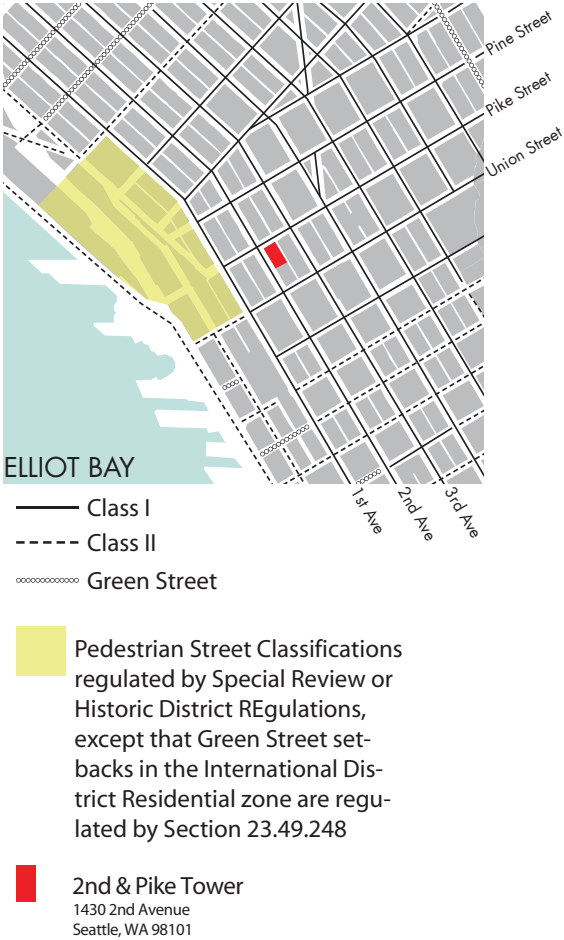 Pine Street
Pike Street
Union Street
ELLIOT BAY
1st Ave
2nd Ave
3rd Ave
Class I
Class II
Green Street
Pedestrian Street Classifications
regulated by Special Review or
Historic District REgulations,
except that Green Street set-
backs in the International Dis-
trict Residential zone are regu-
lated by Section 23.49.248
2nd & Pike Tower
1430 2nd Avenue
Seattle, WA 98101